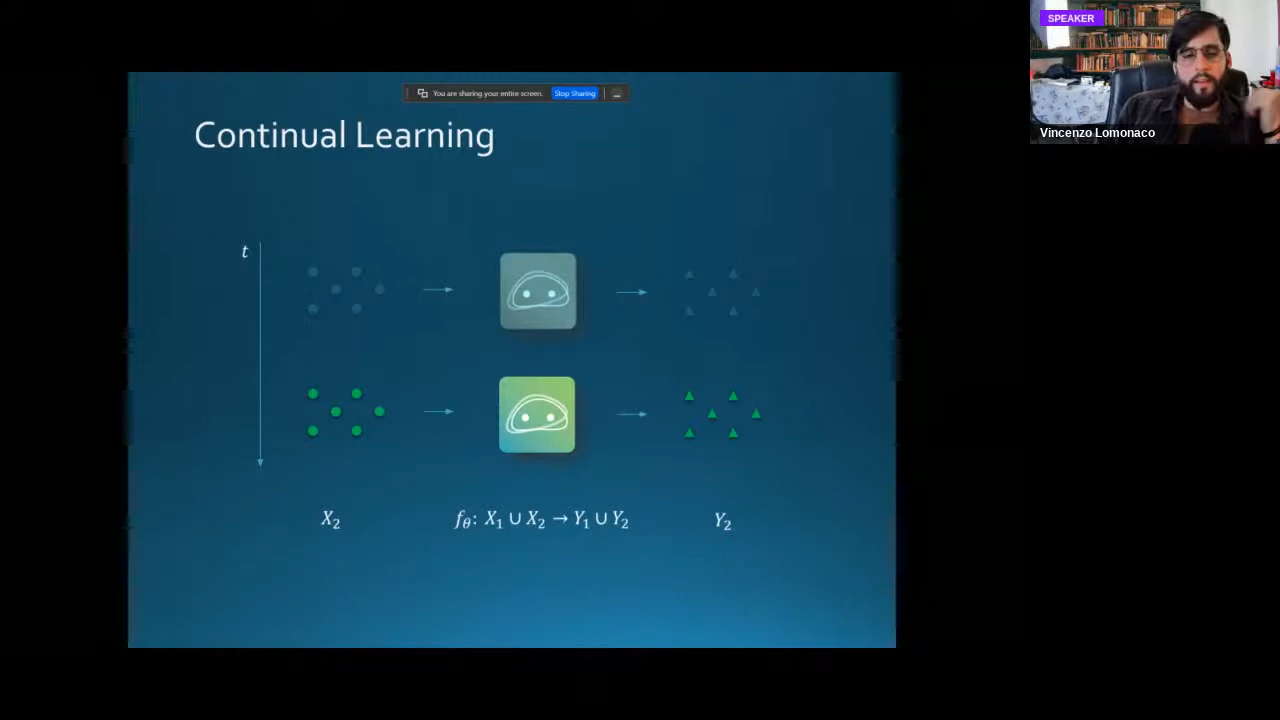 SPEAKER
Vincenzo Lomonaco
You are sharing your entire screen. Stop Sharing
Continual Learning
t
X₂ f_θ: X₁ ∪ X₂ → Y₁ ∪ Y₂ Y₂